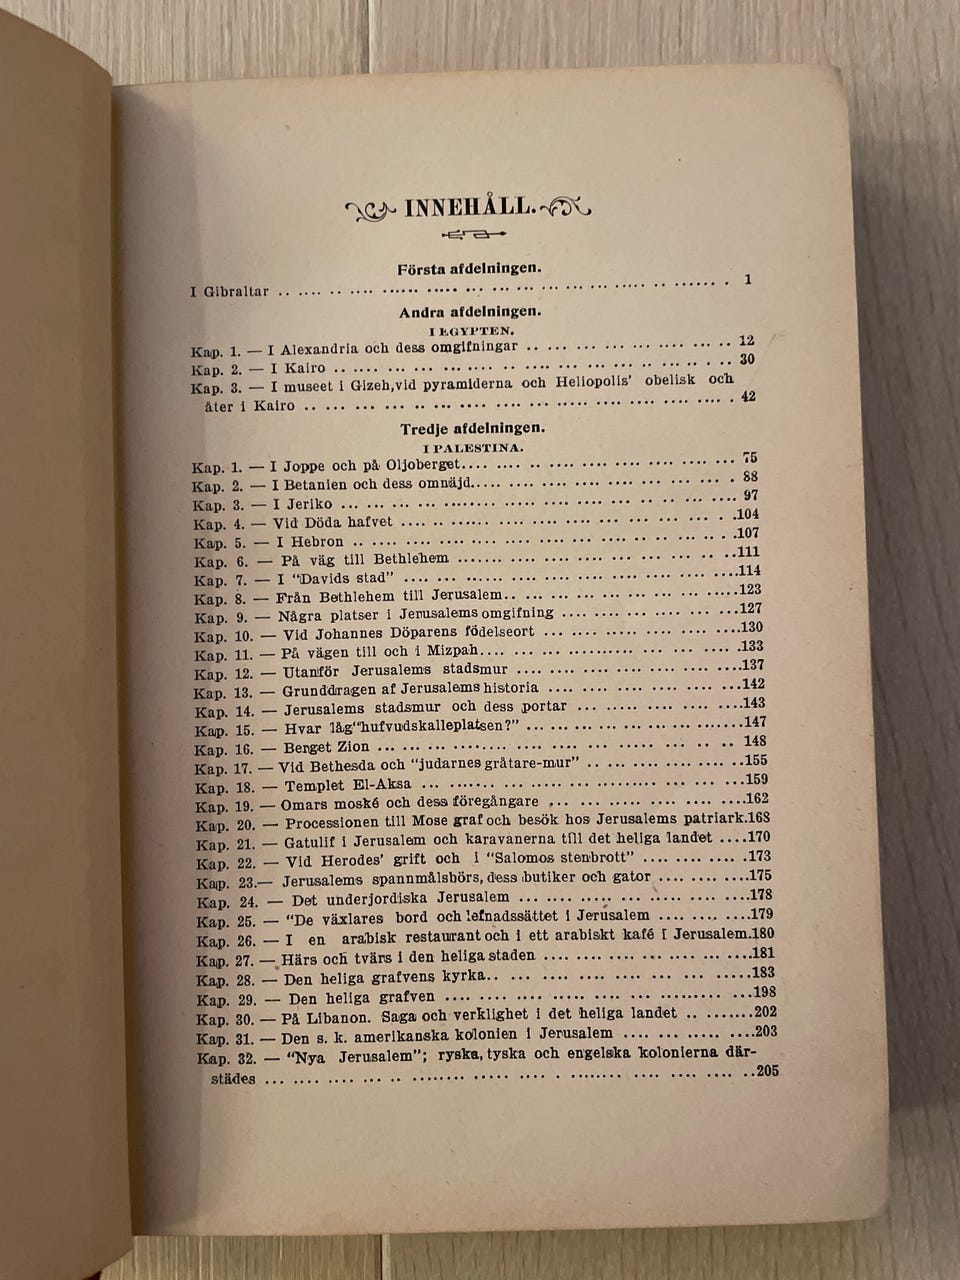 INNEHÅLL.
Första afdelningen.
I Gibraltar .. .... .. .... ...... ..... ... ... ... ... ... ... ... .. ...... . 1
Andra afdelningen.
I EGYPTEN.
Kap. 1. — I Alexandria och dess omgifningar .. ... ... ... ... ... .. 12
Kap. 2. — I Kairo .. ... ... ... ... ... ... ... ... ... ... .. 30
Kap. 3. — I museet i Gizeh, vid pyramiderna och Heliopolis' obelisk och
åter i Kairo .. ... ... ... ... ... ... ... ... ... ... . 42
Tredje afdelningen.
I PALESTINA.
Kap. 1. — I Joppe och på Oljoberget.... ... ... ... ... ... ... 75
Kap. 2. — I Betanien och dess omnäjd..... ... ... ... ... ... . 88
Kap. 3. — I Jeriko ... ... ... ... ... ... ... ... ... .... 97
Kap. 4. — Vid Döda hafvet .... ... ... ... ... ... ... . .104
Kap. 5. — I Hebron .. .... ... ... ... ... ... ... ... . .107
Kap. 6. — På väg till Bethlehem ....... ... ... ... ... .. ..111
Kap. 7. — I "Davids stad" .... ... ... ... ... ... ... ...114
Kap. 8. — Från Bethlehem till Jerusalem.. ... ... ... ......123
Kap. 9. — Några platser i Jerusalems omgifning .... ... ... ...127
Kap. 10. — Vid Johannes Döparens födelseort ... ... ... ... ....130
Kap. 11. — På vägen till och i Mizpah.... ... ... ... ... ... .133
Kap. 12. — Utanför Jerusalems stadsmur .... ... ... ... ... ....137
Kap. 13. — Grunddragen af Jerusalems historia .... ... ... ... ...142
Kap. 14. — Jerusalems stadsmur och dess portar ... ... ... ... ....143
Kap. 15. — Hvar låg "hufvudskalleplatsen?" ... ... ... ... .......147
Kap. 16. — Berget Zion ... ... ... ... ... ... ... ... .. .. 148
Kap. 17. — Vid Bethesda och "judarnes gråtare-mur" .. ... ... ... ..155
Kap. 18. — Templet El-Aksa ... ... ... ... ... ... ... ... ....159
Kap. 19. — Omars moské och dess föregångare ... ... ... ... ... ....162
Kap. 20. — Processionen till Mose graf och besök hos Jerusalems patriark.168
Kap. 21. — Gatulif i Jerusalem och karavanerna till det heliga landet ....170
Kap. 22. — Vid Herodes' grift och i "Salomos stenbrott" .... ... ... .173
Kap. 23.— Jerusalems spannmålsbörs, dess butiker och gator .... ... .....175
Kap. 24. — Det underjordiska Jerusalem ... ... ... ... ... ... .....178
Kap. 25. — "De växlares bord och lefnadssättet i Jerusalem .... ... .....179
Kap. 26. — I en arabisk restaurant och i ett arabiskt kafé i Jerusalem.180
Kap. 27. — Härs och tvärs i den heliga staden .... ... ... ... ... ....181
Kap. 28. — Den heliga grafvens kyrka.. ... ... ... ... ... ... ....183
Kap. 29. — Den heliga grafven .... ... ... ... ... ... ... ...198
Kap. 30. — På Libanon. Saga och verklighet i det heliga landet .. .......202
Kap. 31. — Den s. k. amerikanska kolonien i Jerusalem .... ... ... .....203
Kap. 32. — "Nya Jerusalem"; ryska, tyska och engelska kolonierna där-
städes ... ... ... ... .. ........ ... ... ... . ....... ... ... .... ..205